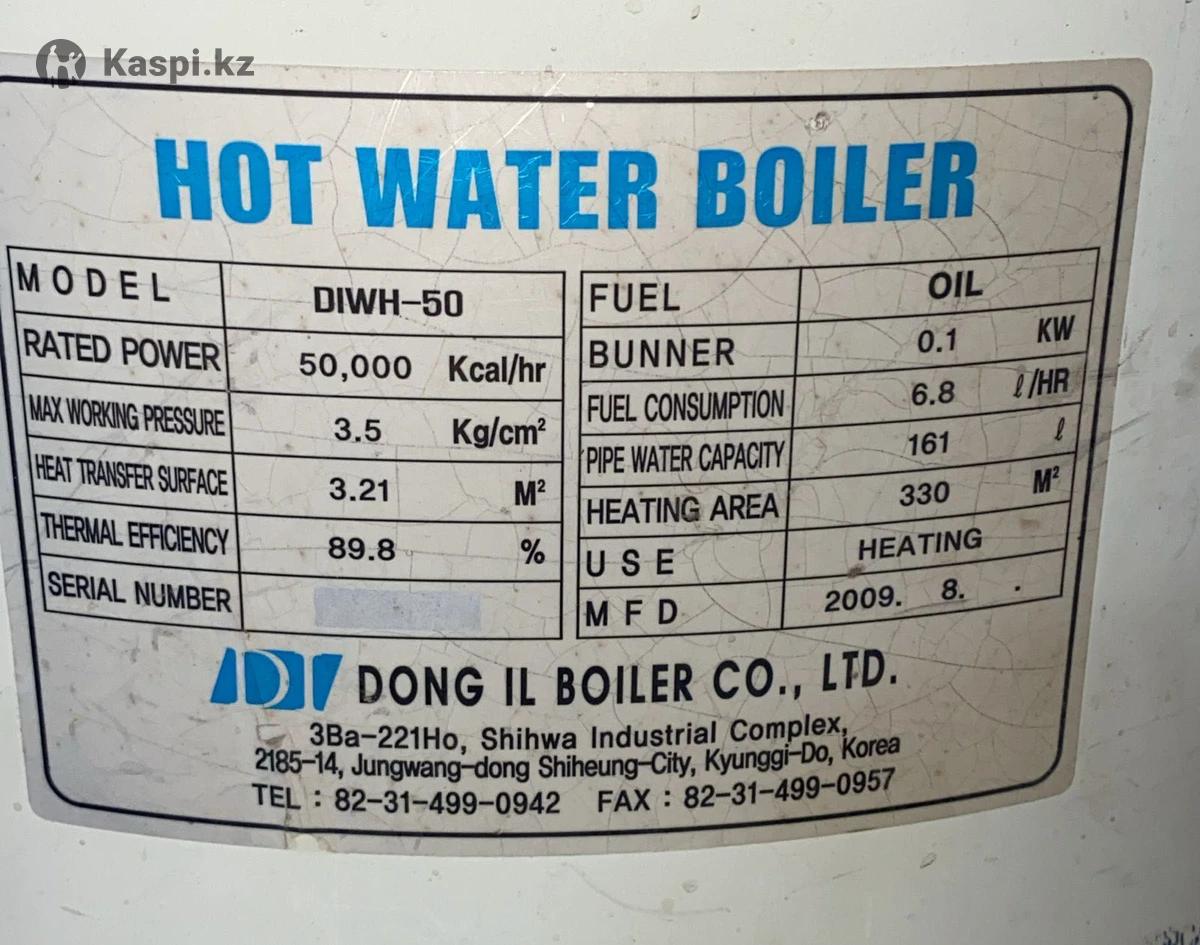 Kaspi.kz
HOT WATER BOILER
MODEL DIWH-50
RATED POWER 50,000 Kcal/hr
MAX WORKING PRESSURE 3.5 Kg/cm²
HEAT TRANSFER SURFACE 3.21 M²
THERMAL EFFICIENCY 89.8 %
SERIAL NUMBER
FUEL OIL
BUNNER 0.1 KW
FUEL CONSUMPTION 6.8 ℓ/HR
PIPE WATER CAPACITY 161 ℓ
HEATING AREA 330 M²
USE HEATING
MFD 2009. 8. .
DONG IL BOILER CO., LTD.
3Ba-221Ho, Shihwa Industrial Complex,
2185-14, Jungwang-dong Shiheung-City, Kyunggi-Do, Korea
TEL : 82-31-499-0942 FAX : 82-31-499-0957